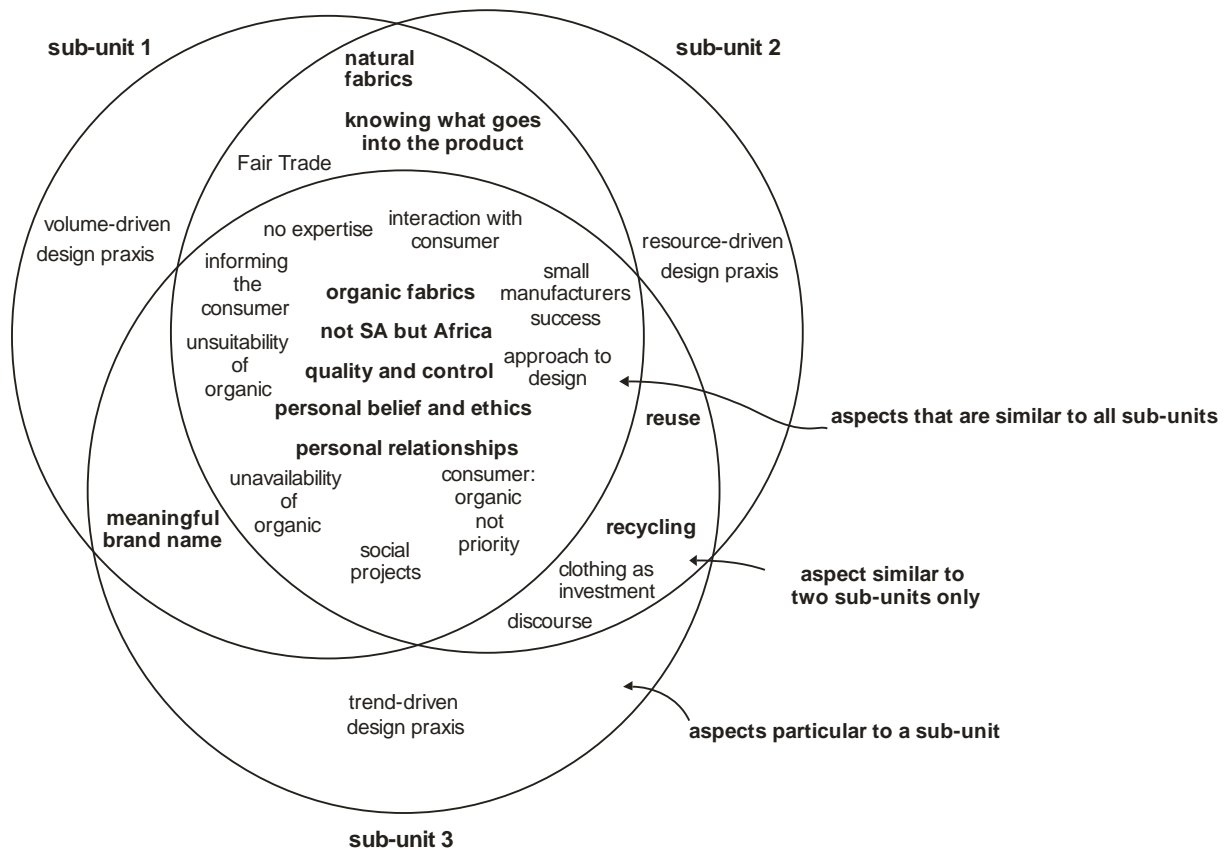 sub-unit 1
sub-unit 2
natural
fabrics
knowing what goes
into the product
Fair Trade
volume-driven
design praxis
no expertise
interaction with
consumer
resource-driven
design praxis
informing
the
consumer
organic fabrics
small
manufacturers
success
not SA but Africa
unsuitability
of
organic
quality and control
approach to
design
personal belief and ethics
reuse
aspects that are similar to all sub-units
personal relationships
unavailability
of
organic
consumer:
organic
not
priority
meaningful
brand name
recycling
social
projects
clothing as
investment
aspect similar to
two sub-units only
discourse
trend-driven
design praxis
aspects particular to a sub-unit
sub-unit 3